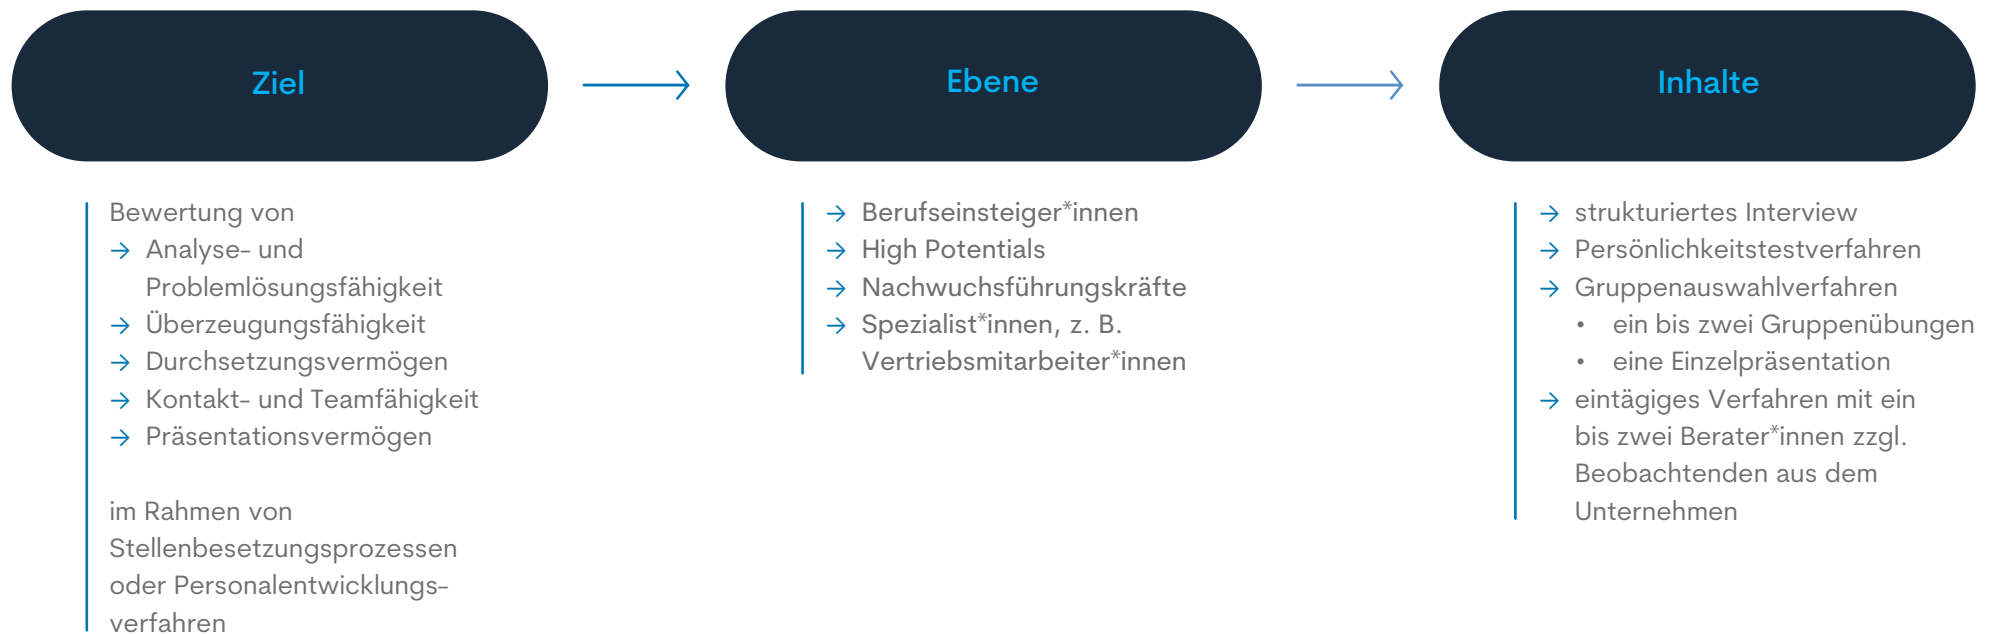 Ziel
Bewertung von
→ Analyse- und
Problemlösungsfähigkeit
→ Überzeugungsfähigkeit
→ Durchsetzungsvermögen
→ Kontakt- und Teamfähigkeit
→ Präsentationsvermögen
im Rahmen von
Stellenbesetzungsprozessen
oder Personalentwicklungs-
verfahren
Ebene
→ Berufseinsteiger*innen
→ High Potentials
→ Nachwuchsführungskräfte
→ Spezialist*innen, z. B.
Vertriebsmitarbeiter*innen
Inhalte
→ strukturiertes Interview
→ Persönlichkeitstestverfahren
→ Gruppenauswahlverfahren
• ein bis zwei Gruppenübungen
• eine Einzelpräsentation
→ eintägiges Verfahren mit ein
bis zwei Berater*innen zzgl.
Beobachtenden aus dem
Unternehmen